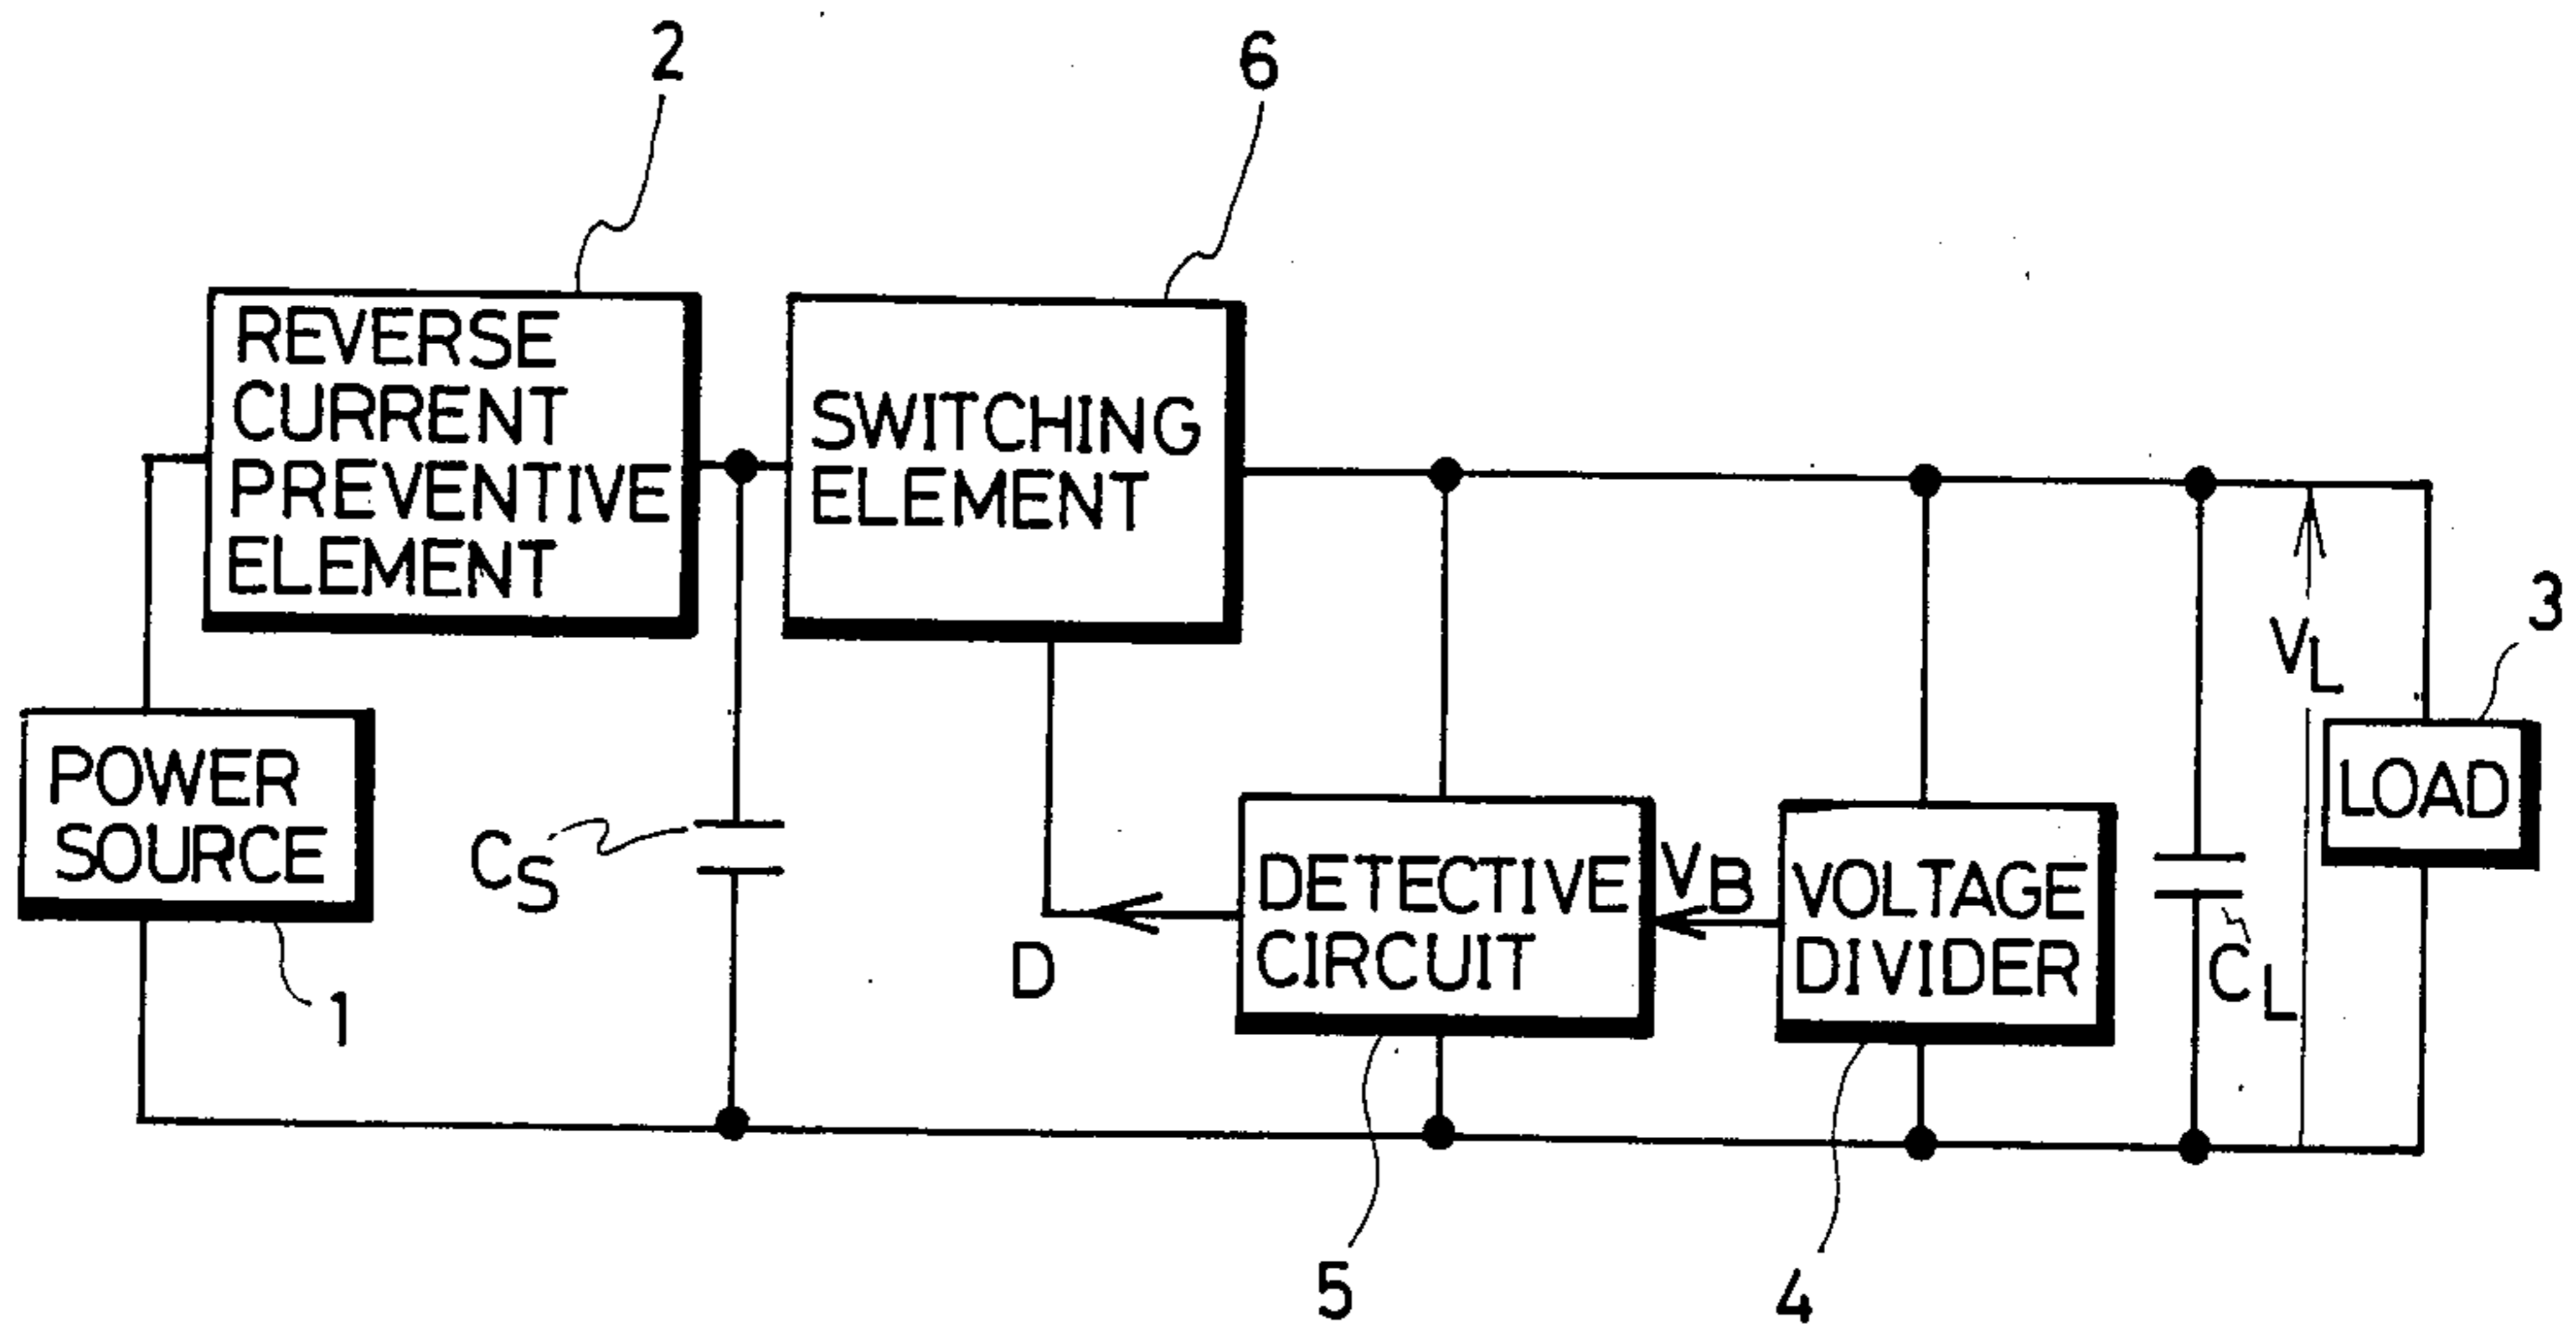 2
6
REVERSE
CURRENT
PREVENTIVE
ELEMENT
SWITCHING
ELEMENT
VL
3
POWER
SOURCE
1
CS
D
DETECTIVE
CIRCUIT
VB
VOLTAGE
DIVIDER
CL
LOAD
5
4